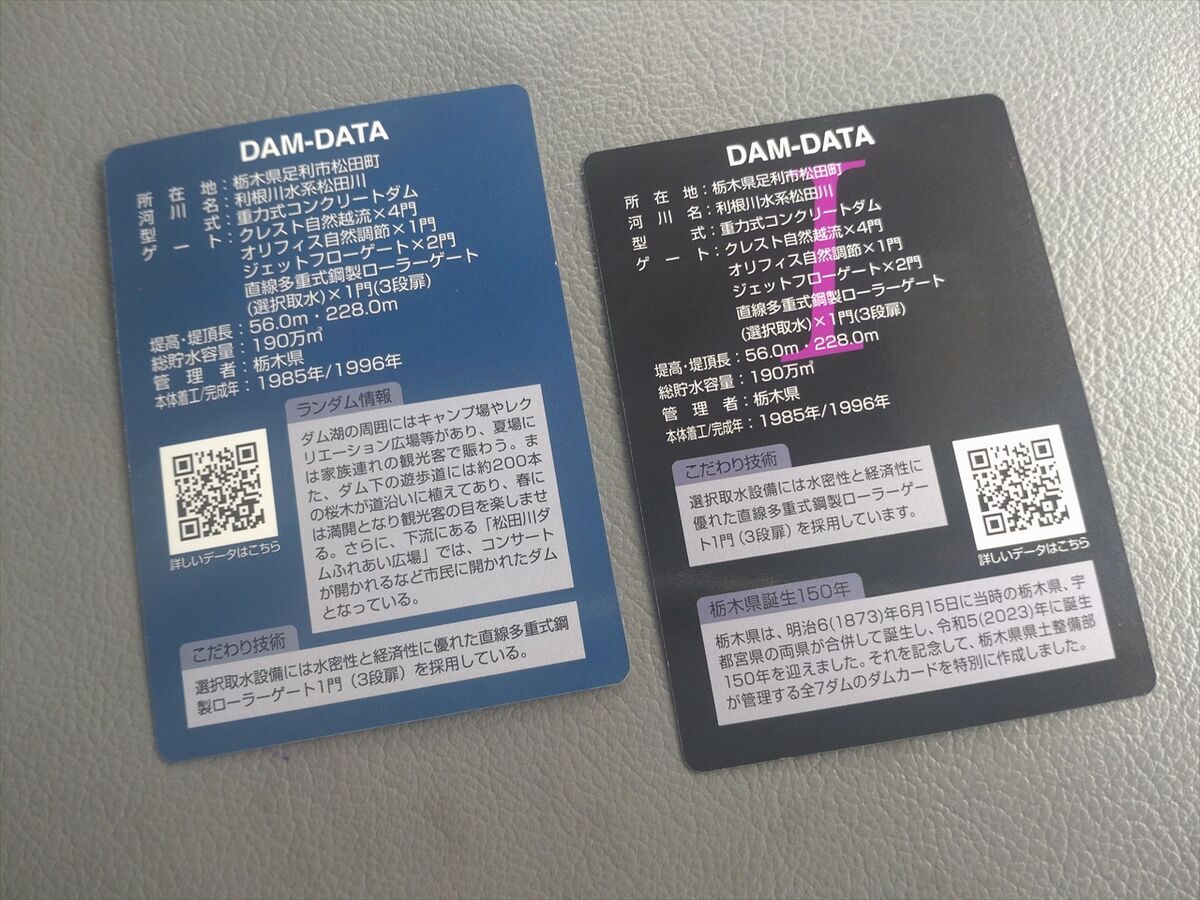 DAM-DATA
所在地：栃木県足利市松田町
河川名：利根川水系松田川
型式：重力式コンクリートダム
ゲート：クレスト自然越流×4門
オリフィス自然調節×1門
ジェットフローゲート×2門
直線多重式鋼製ローラーゲート
(選択取水)×1門(3段扉)
堤高・堤頂長：56.0m・228.0m
総貯水容量：190万㎥
管理者：栃木県
本体着工/完成年：1985年/1996年
ランダム情報
ダム湖の周囲にはキャンプ場やレク
リエーション広場等があり、夏場に
は家族連れの観光客で賑わう。ま
た、ダム下の遊歩道には約200本
の桜木が道沿いに植えてあり、春に
は満開となり観光客の目を楽しませ
る。さらに、下流にある「松田川ダ
ムふれあい広場」では、コンサート
が開かれるなど市民に開かれたダム
となっている。
詳しいデータはこちら
こだわり技術
選択取水設備には水密性と経済性に優れた直線多重式鋼
製ローラーゲート1門（3段扉）を採用している。
DAM-DATA
I
所在地：栃木県足利市松田町
河川名：利根川水系松田川
型式：重力式コンクリートダム
ゲート：クレスト自然越流×4門
オリフィス自然調節×1門
ジェットフローゲート×2門
直線多重式鋼製ローラーゲート
(選択取水)×1門(3段扉)
堤高・堤頂長：56.0m・228.0m
総貯水容量：190万㎥
管理者：栃木県
本体着工/完成年：1985年/1996年
こだわり技術
選択取水設備には水密性と経済性に
優れた直線多重式鋼製ローラーゲー
ト1門（3段扉）を採用しています。
詳しいデータはこちら
栃木県誕生150年
栃木県は、明治6(1873)年6月15日に当時の栃木県、宇
都宮県の両県が合併して誕生し、令和5(2023)年に誕生
150年を迎えました。それを記念して、栃木県県土整備部
が管理する全7ダムのダムカードを特別に作成しました。